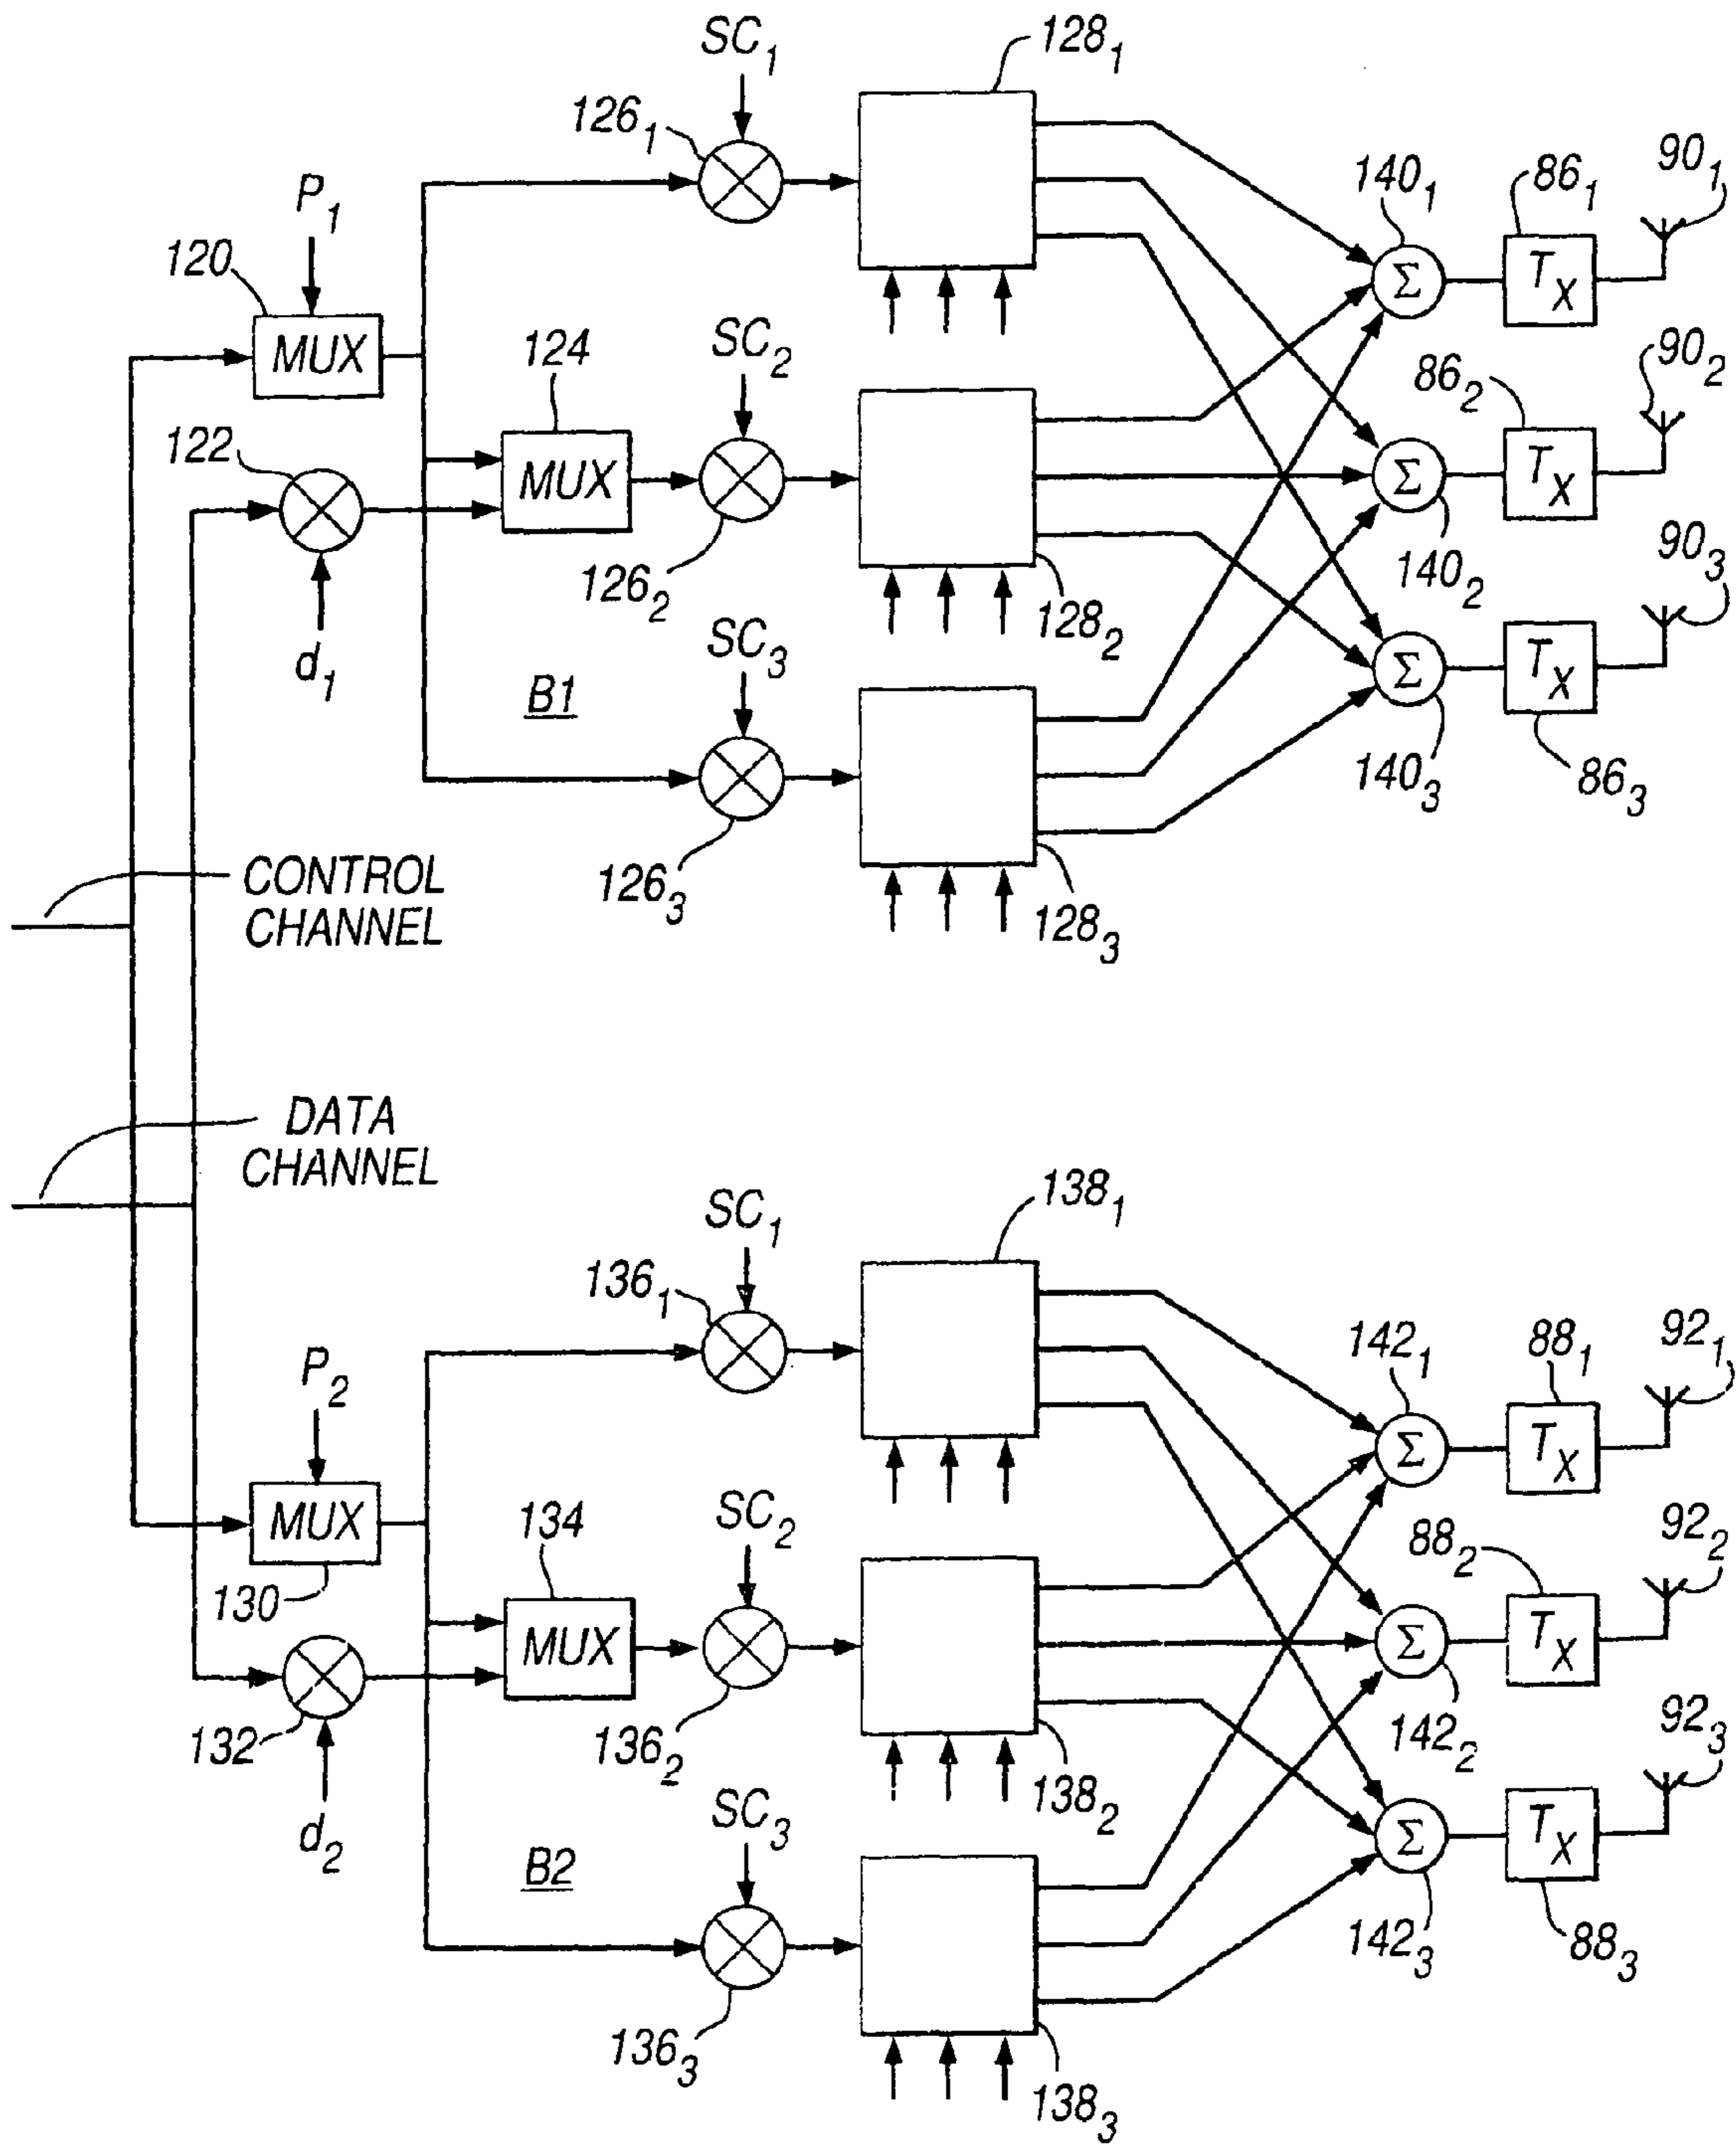 SC₁
128₁
126₁
P₁
120
MUX
140₁
86₁
90₁
T_X
Σ
SC₂
124
MUX
122
126₂
128₂
86₂
90₂
T_X
Σ
140₂
d₁
SC₃
B1
126₃
128₃
90₃
T_X
Σ
140₃
86₃
CONTROL
CHANNEL
DATA
CHANNEL
SC₁
138₁
136₁
P₂
MUX
130
142₁
88₁
92₁
T_X
Σ
SC₂
134
MUX
132
136₂
138₂
88₂
92₂
T_X
Σ
142₂
d₂
SC₃
B2
136₃
138₃
92₃
T_X
Σ
142₃
88₃